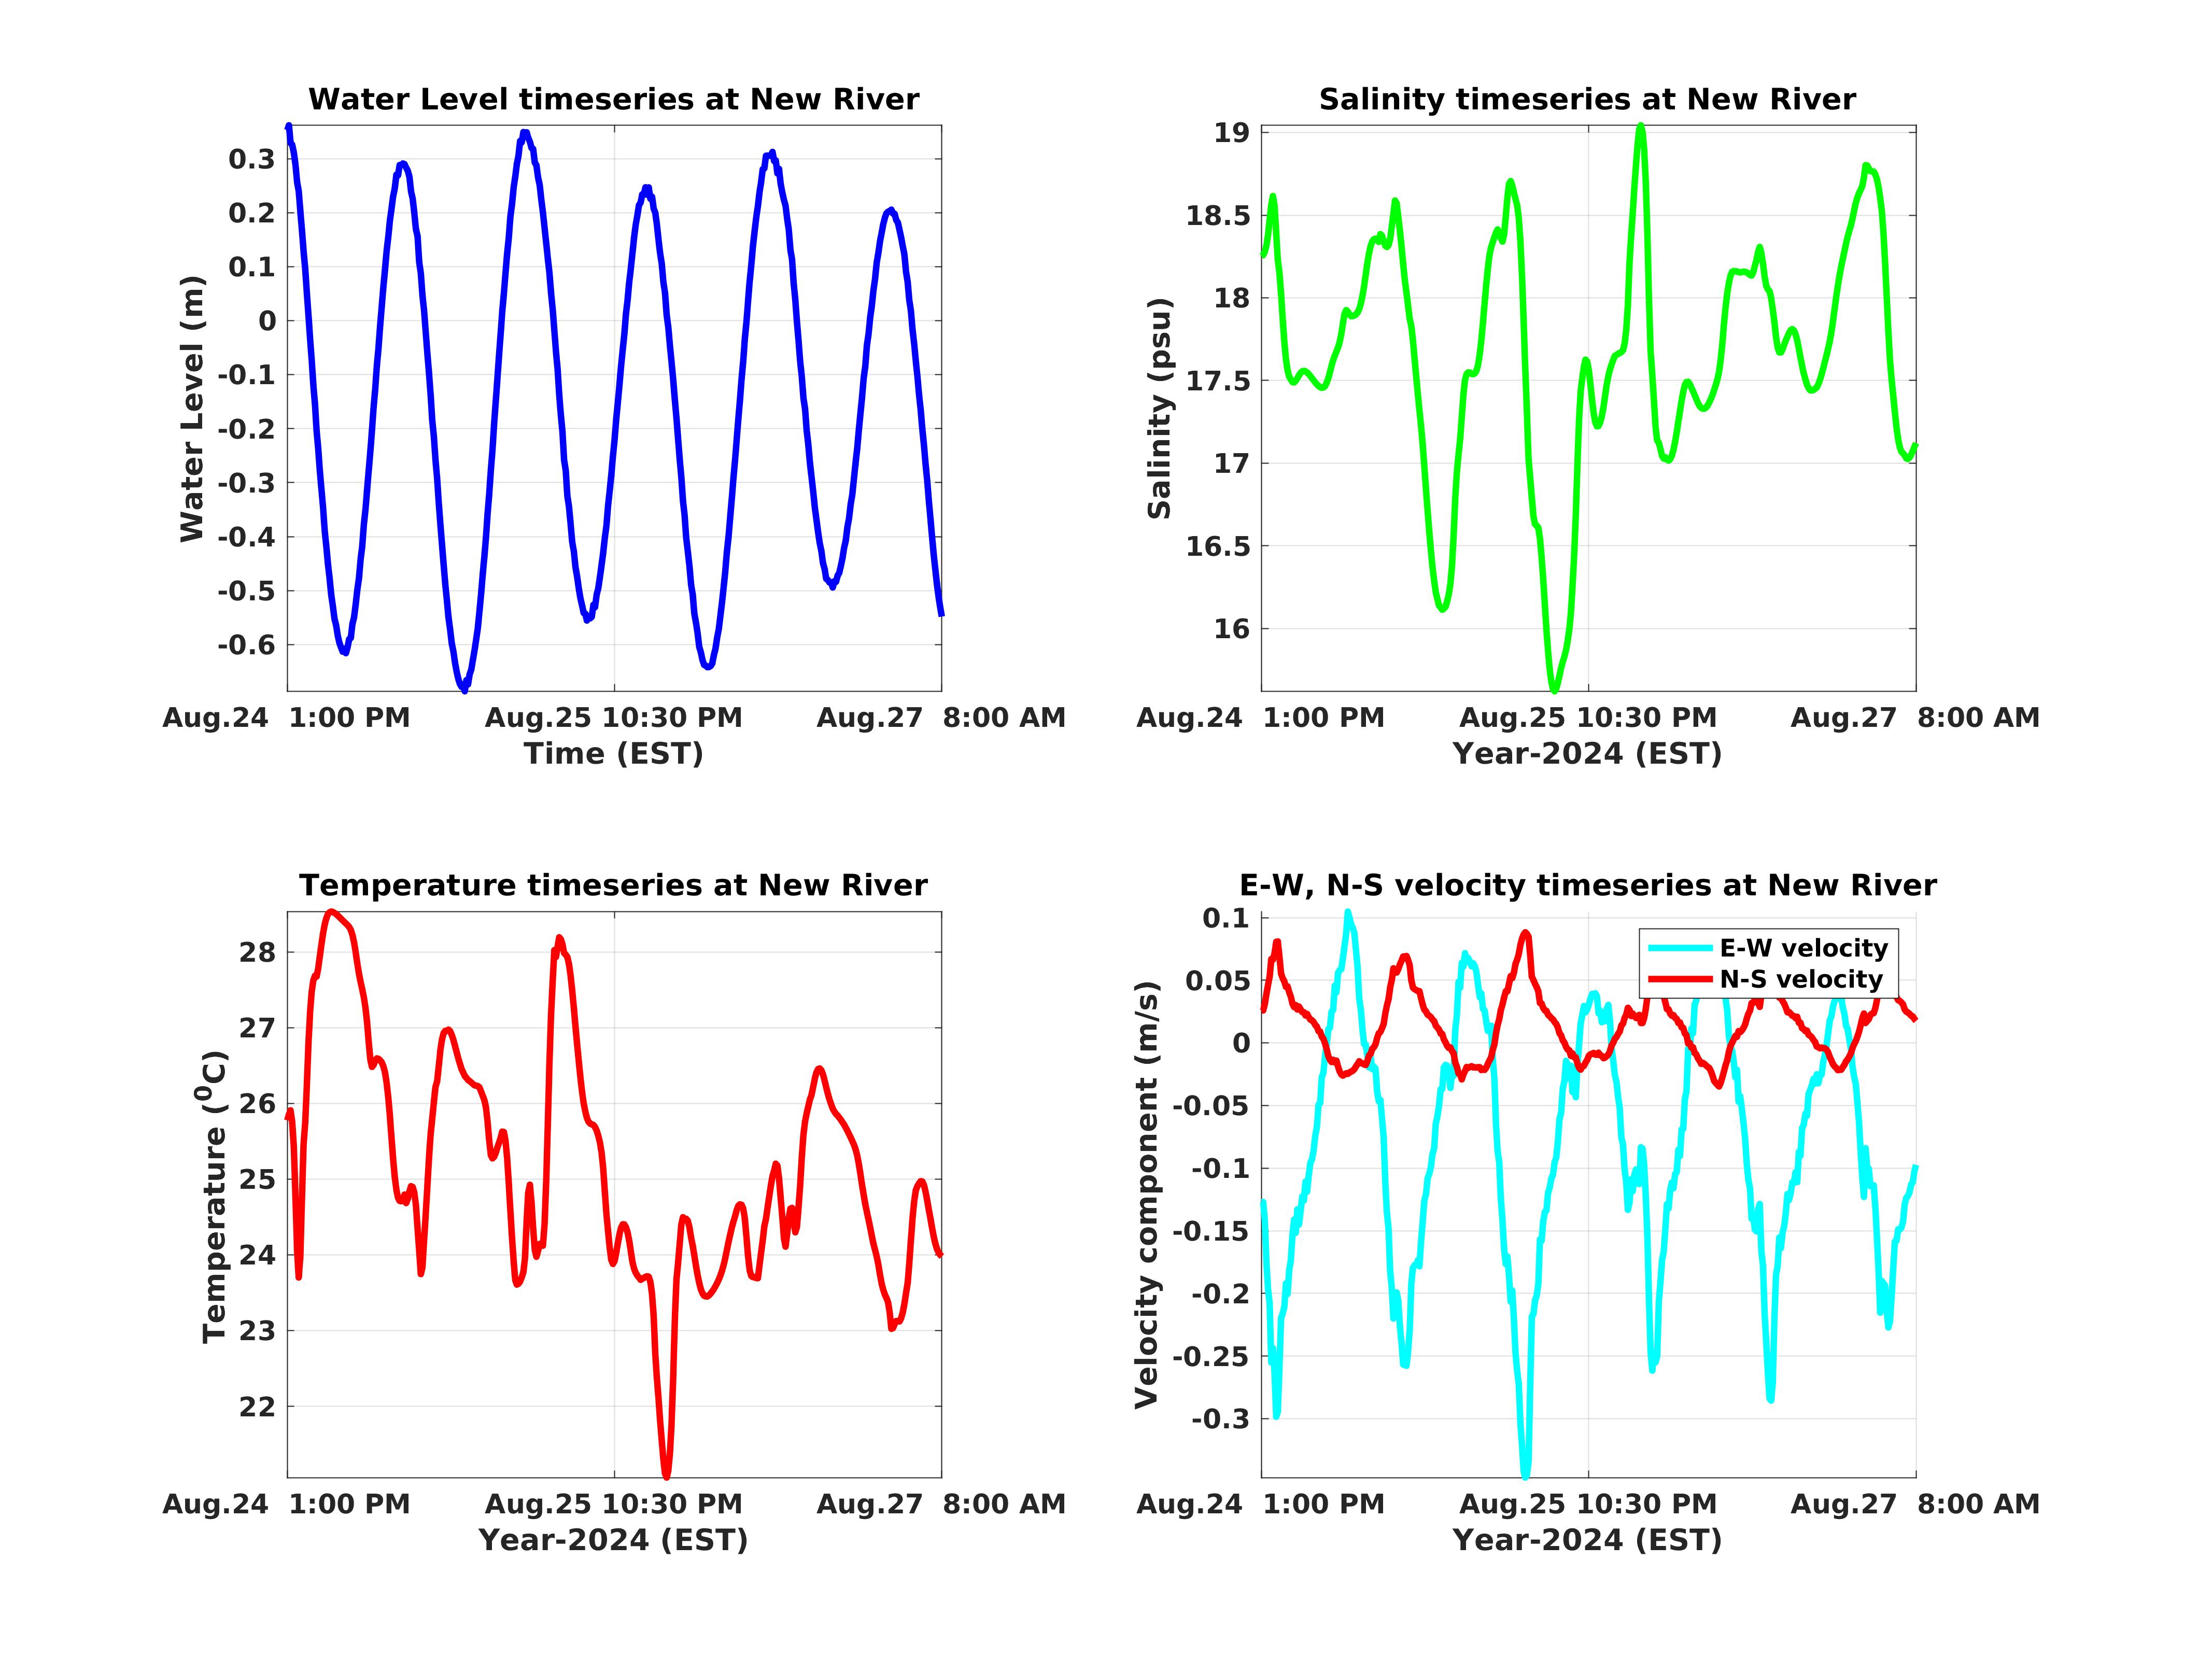 Water Level timeseries at New River
Water Level (m)
0.3
0.2
0.1
0
-0.1
-0.2
-0.3
-0.4
-0.5
-0.6
Aug.24 1:00 PM
Aug.25 10:30 PM
Aug.27 8:00 AM
Time (EST)
Salinity timeseries at New River
Salinity (psu)
19
18.5
18
17.5
17
16.5
16
Aug.24 1:00 PM
Aug.25 10:30 PM
Aug.27 8:00 AM
Year-2024 (EST)
Temperature timeseries at New River
Temperature (⁰C)
28
27
26
25
24
23
22
Aug.24 1:00 PM
Aug.25 10:30 PM
Aug.27 8:00 AM
Year-2024 (EST)
E-W, N-S velocity timeseries at New River
Velocity component (m/s)
0.1
0.05
0
-0.05
-0.1
-0.15
-0.2
-0.25
-0.3
E-W velocity
N-S velocity
Aug.24 1:00 PM
Aug.25 10:30 PM
Aug.27 8:00 AM
Year-2024 (EST)